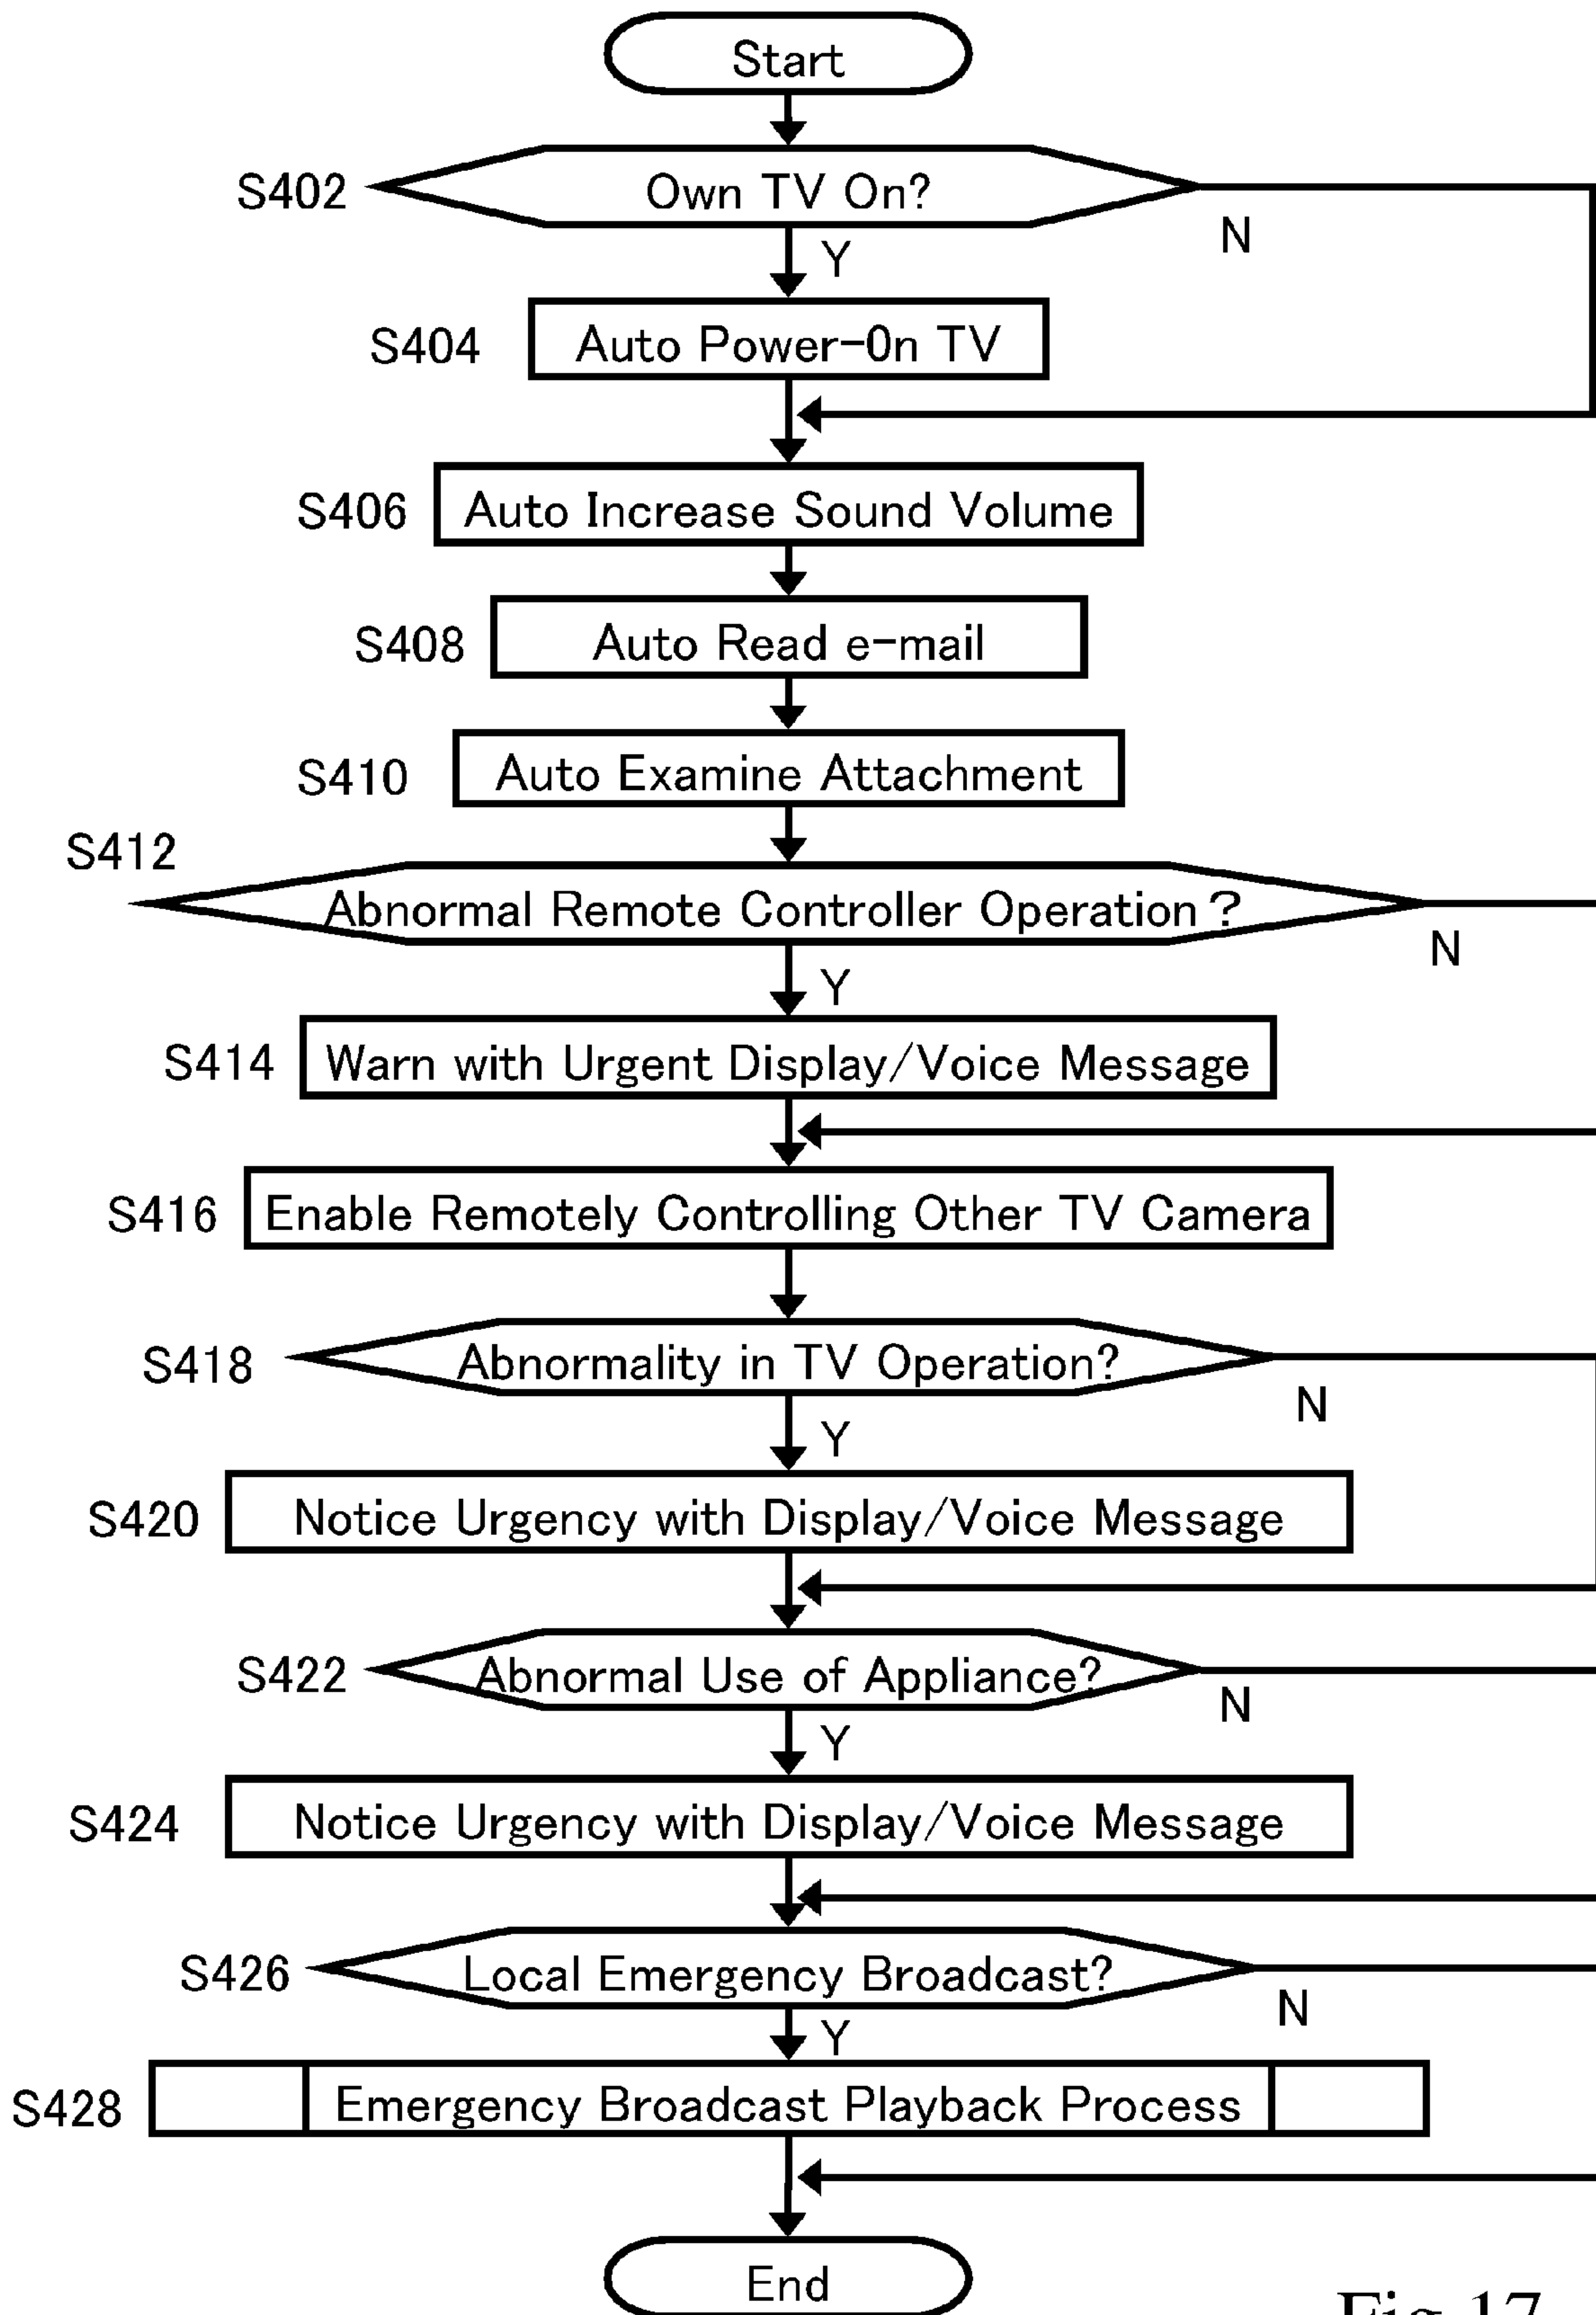 Start
S402
Own TV On?
N
Y
S404
Auto Power-0n TV
S406
Auto Increase Sound Volume
S408
Auto Read e-mail
S410
Auto Examine Attachment
S412
Abnormal Remote Controller Operation?
N
Y
S414
Warn with Urgent Display/Voice Message
S416
Enable Remotely Controlling Other TV Camera
S418
Abnormality in TV Operation?
N
Y
S420
Notice Urgency with Display/Voice Message
S422
Abnormal Use of Appliance?
N
Y
S424
Notice Urgency with Display/Voice Message
S426
Local Emergency Broadcast?
N
Y
S428
Emergency Broadcast Playback Process
End
Fig.17